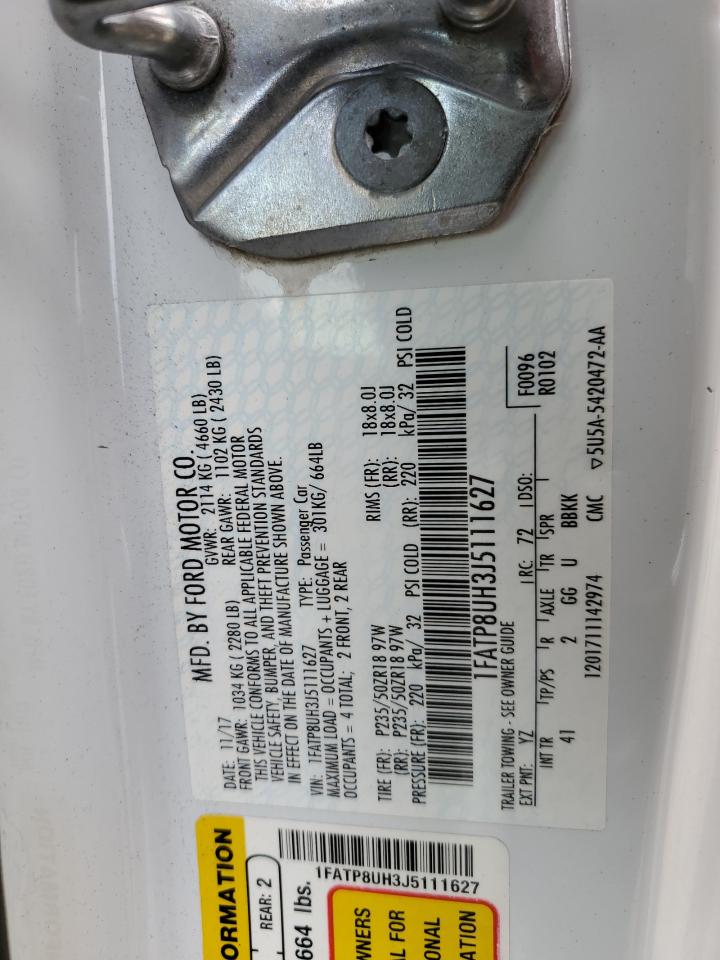 MFD. BY FORD MOTOR CO.
DATE: 11/17 GVWR: 2114 KG ( 4660 LB)
FRONT GAWR: 1034 KG ( 2280 LB) REAR GAWR: 1102 KG ( 2430 LB)
THIS VEHICLE CONFORMS TO ALL APPLICABLE FEDERAL MOTOR
VEHICLE SAFETY, BUMPER, AND THEFT PREVENTION STANDARDS
IN EFFECT ON THE DATE OF MANUFACTURE SHOWN ABOVE.
VIN: 1FATP8UH3J5111627 TYPE: Passenger Car
MAXIMUM LOAD = OCCUPANTS + LUGGAGE = 301KG/ 664LB
OCCUPANTS = 4 TOTAL; 2 FRONT, 2 REAR
TIRE (FR): P235/50ZR18 97W RIMS (FR): 18x8.0J
(RR): P235/50ZR18 97W (RR): 18x8.0J
PRESSURE (FR): 220 kPa/ 32 PSI COLD (RR): 220 kPa/ 32 PSI COLD
1FATP8UH3J5111627
TRAILER TOWING - SEE OWNER GUIDE
F0096
EXT PNT: YZ RC: 72 DSO: R0102
INT TR TP/PS R AXLE TR SPR
41 2 GG U BBKK
1201711142974 CMC ▽5U5A-5420472-AA
ORMATION
REAR: 2
664 lbs.
1FATP8UH3J5111627
WNERS
L FOR
ONAL
ATION